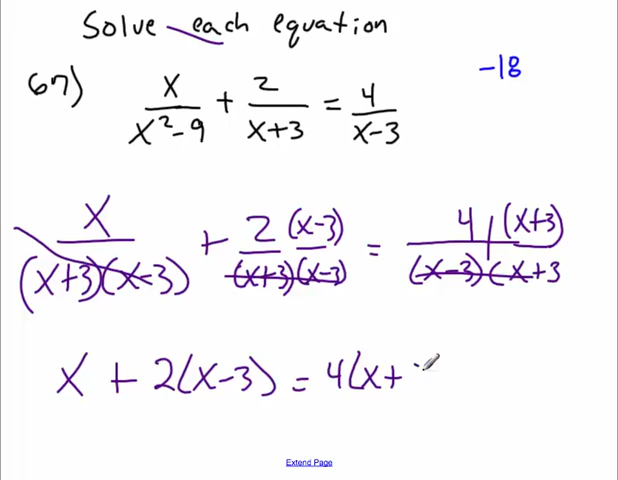 Solve each equation
67) x/(x²-9) + 2/(x+3) = 4/(x-3)
-18
x/((x+3)(x-3)) + 2(x-3)/((x+3)(x-3)) = 4(x+3)/((x-3)(x+3
x + 2(x-3) = 4(x+
Extend Page